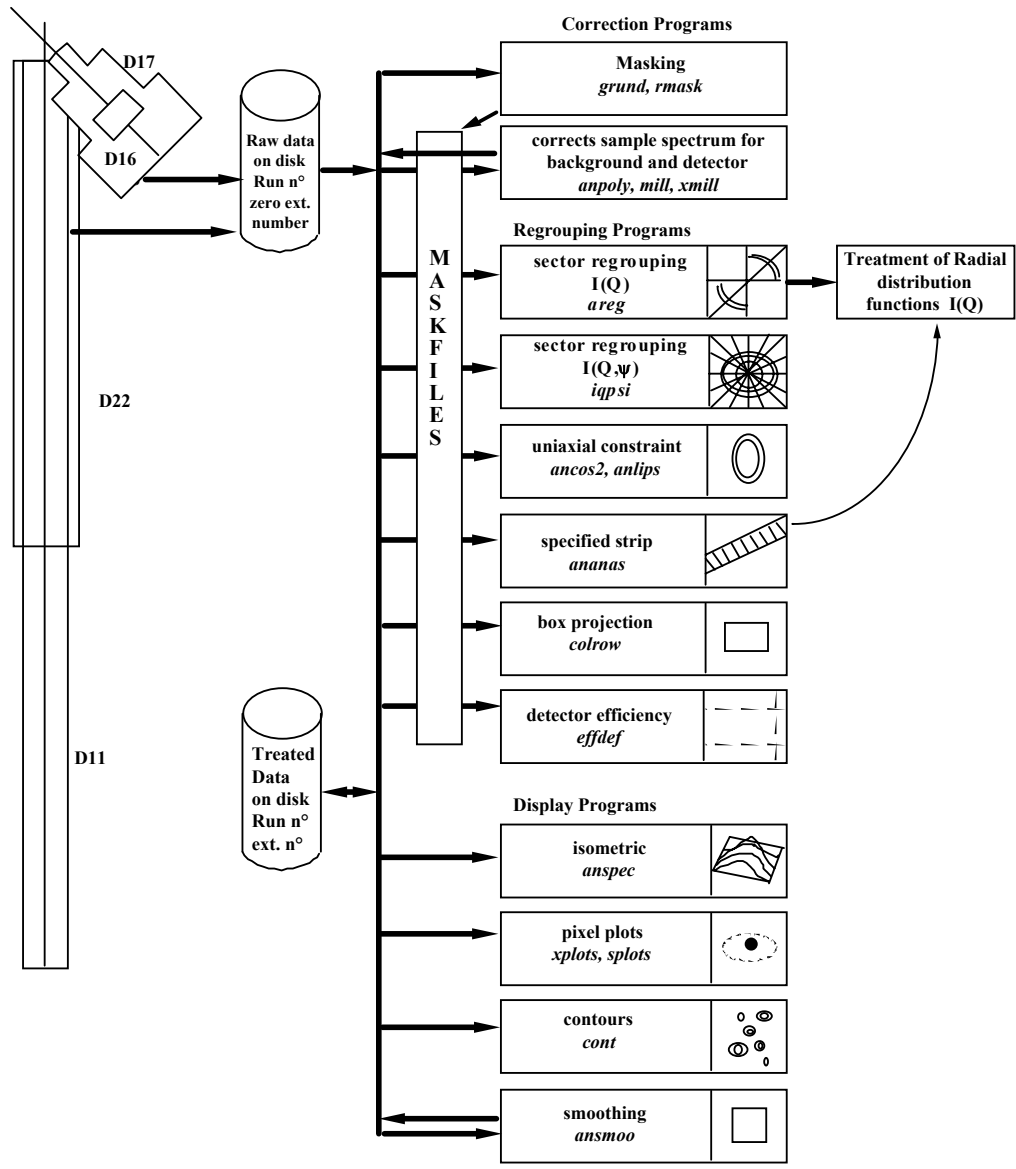 Correction Programs
D17
D16
D22
D11
Raw data
on disk
Run n°
zero ext.
number
Masking
grund, rmask
corrects sample spectrum for
background and detector
anpoly, mill, xmill
MASKFILES
Regrouping Programs
sector regrouping
I(Q)
areg
Treatment of Radial
distribution
functions I(Q)
sector regrouping
I(Q,ψ)
iqpsi
uniaxial constraint
ancos2, anlips
specified strip
ananas
box projection
colrow
detector efficiency
effdef
Treated
Data
on disk
Run n°
ext. n°
Display Programs
isometric
anspec
pixel plots
xplots, splots
contours
cont
smoothing
ansmoo